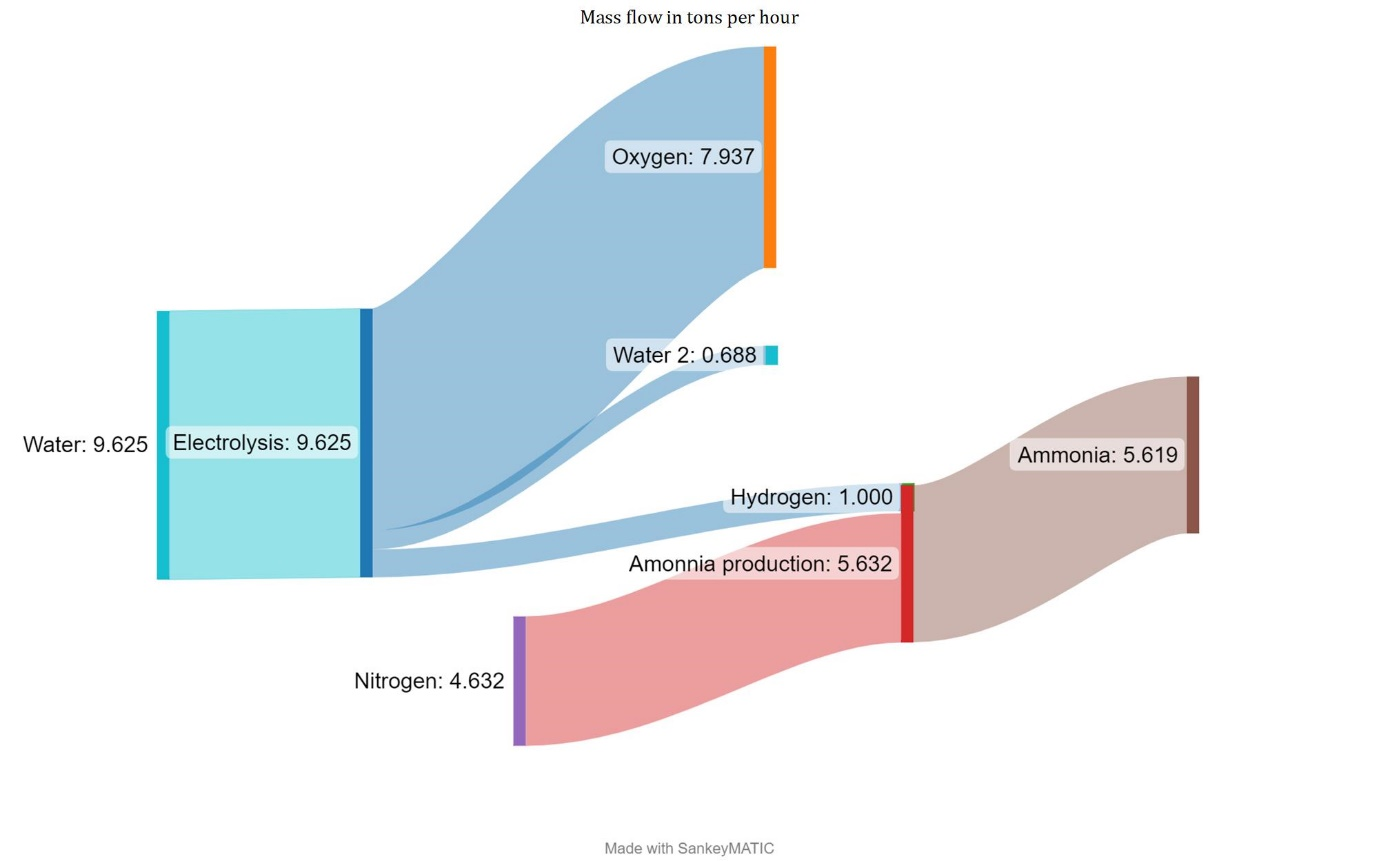 Mass flow in tons per hour
Oxygen: 7.937
Water 2: 0.688
Water: 9.625
Electrolysis: 9.625
Ammonia: 5.619
Hydrogen: 1.000
Amonnia production: 5.632
Nitrogen: 4.632
Made with SankeyMATIC